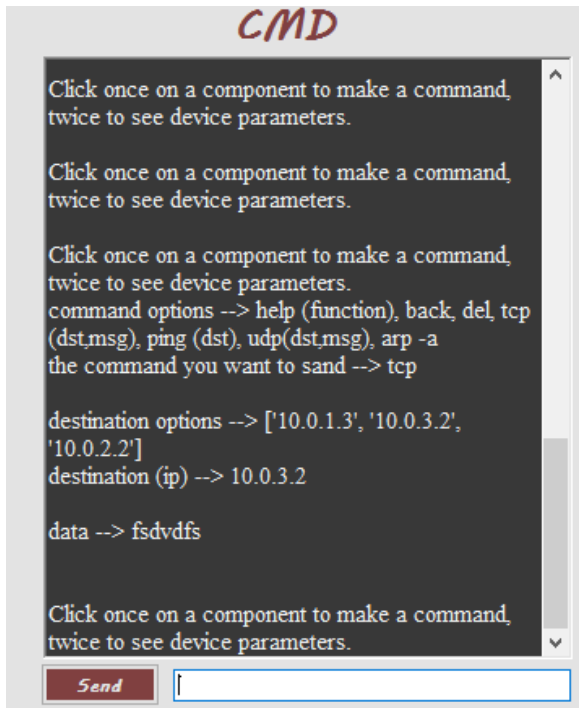 CMD
Click once on a component to make a command,
twice to see device parameters.
Click once on a component to make a command,
twice to see device parameters.
Click once on a component to make a command,
twice to see device parameters.
command options --> help (function), back, del, tcp
(dst,msg), ping (dst), udp(dst,msg), arp -a
the command you want to sand --> tcp
destination options --> ['10.0.1.3', '10.0.3.2',
'10.0.2.2']
destination (ip) --> 10.0.3.2
data --> fsdvdfs
Click once on a component to make a command,
twice to see device parameters.
Send